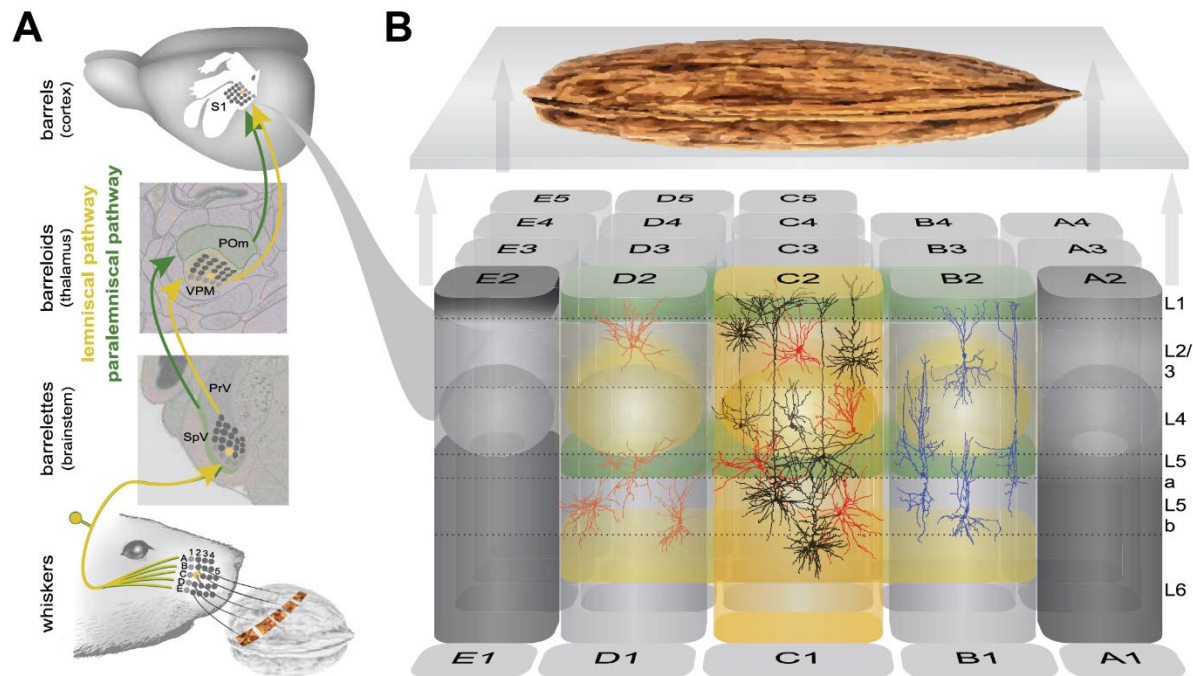 A
barrels
(cortex)
S1
lemniscal pathway
paralemniscal pathway
barreloids
(thalamus)
POm
VPM
barrelettes
(brainstem)
PrV
SpV
whiskers
1 2 3 4
5
A
B
C
D
E
B
E5 D5 C5
E4 D4 C4 B4 A4
E3 D3 C3 B3 A3
E2 D2 C2 B2 A2
L1
L2/
3
L4
L5
a
L5
b
L6
E1 D1 C1 B1 A1